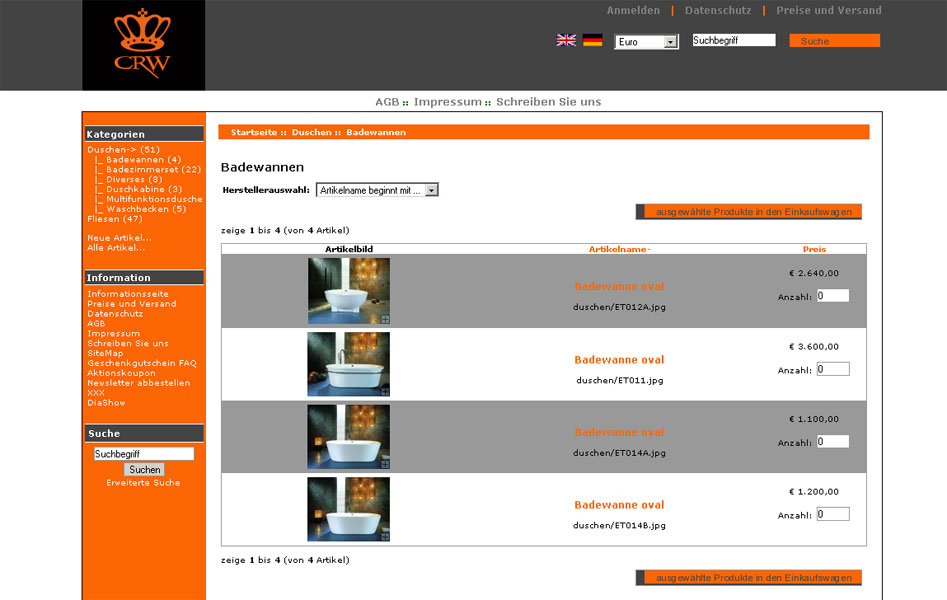 Anmelden | Datenschutz | Preise und Versand
CRW
Euro
Suchbegriff
Suche
AGB :: Impressum :: Schreiben Sie uns
Kategorien
Duschen-> (51)
|_ Badewannen (4)
|_ Badezimmerset (22)
|_ Diverses (8)
|_ Duschkabine (3)
|_ Multifunktionsdusche
|_ Waschbecken (5)
Fliesen (47)
Neue Artikel...
Alle Artikel...
Information
Informationsseite
Preise und Versand
Datenschutz
AGB
Impressum
Schreiben Sie uns
SiteMap
Geschenkgutschein FAQ
Aktionskoupon
Newsletter abbestellen
XXX
DiaShow
Suche
Suchbegriff
Suchen
Erweiterte Suche
Startseite :: Duschen :: Badewannen
Badewannen
Herstellerauswahl: Artikelname beginnt mit ...
ausgewählte Produkte in den Einkaufswagen
zeige 1 bis 4 (von 4 Artikel)
Artikelbild Artikelname- Preis
Badewanne oval
duschen/ET012A.jpg
€ 2.640,00
Anzahl: 0
Badewanne oval
duschen/ET011.jpg
€ 3.600,00
Anzahl: 0
Badewanne oval
duschen/ET014A.jpg
€ 1.100,00
Anzahl: 0
Badewanne oval
duschen/ET014B.jpg
€ 1.200,00
Anzahl: 0
zeige 1 bis 4 (von 4 Artikel)
ausgewählte Produkte in den Einkaufswagen